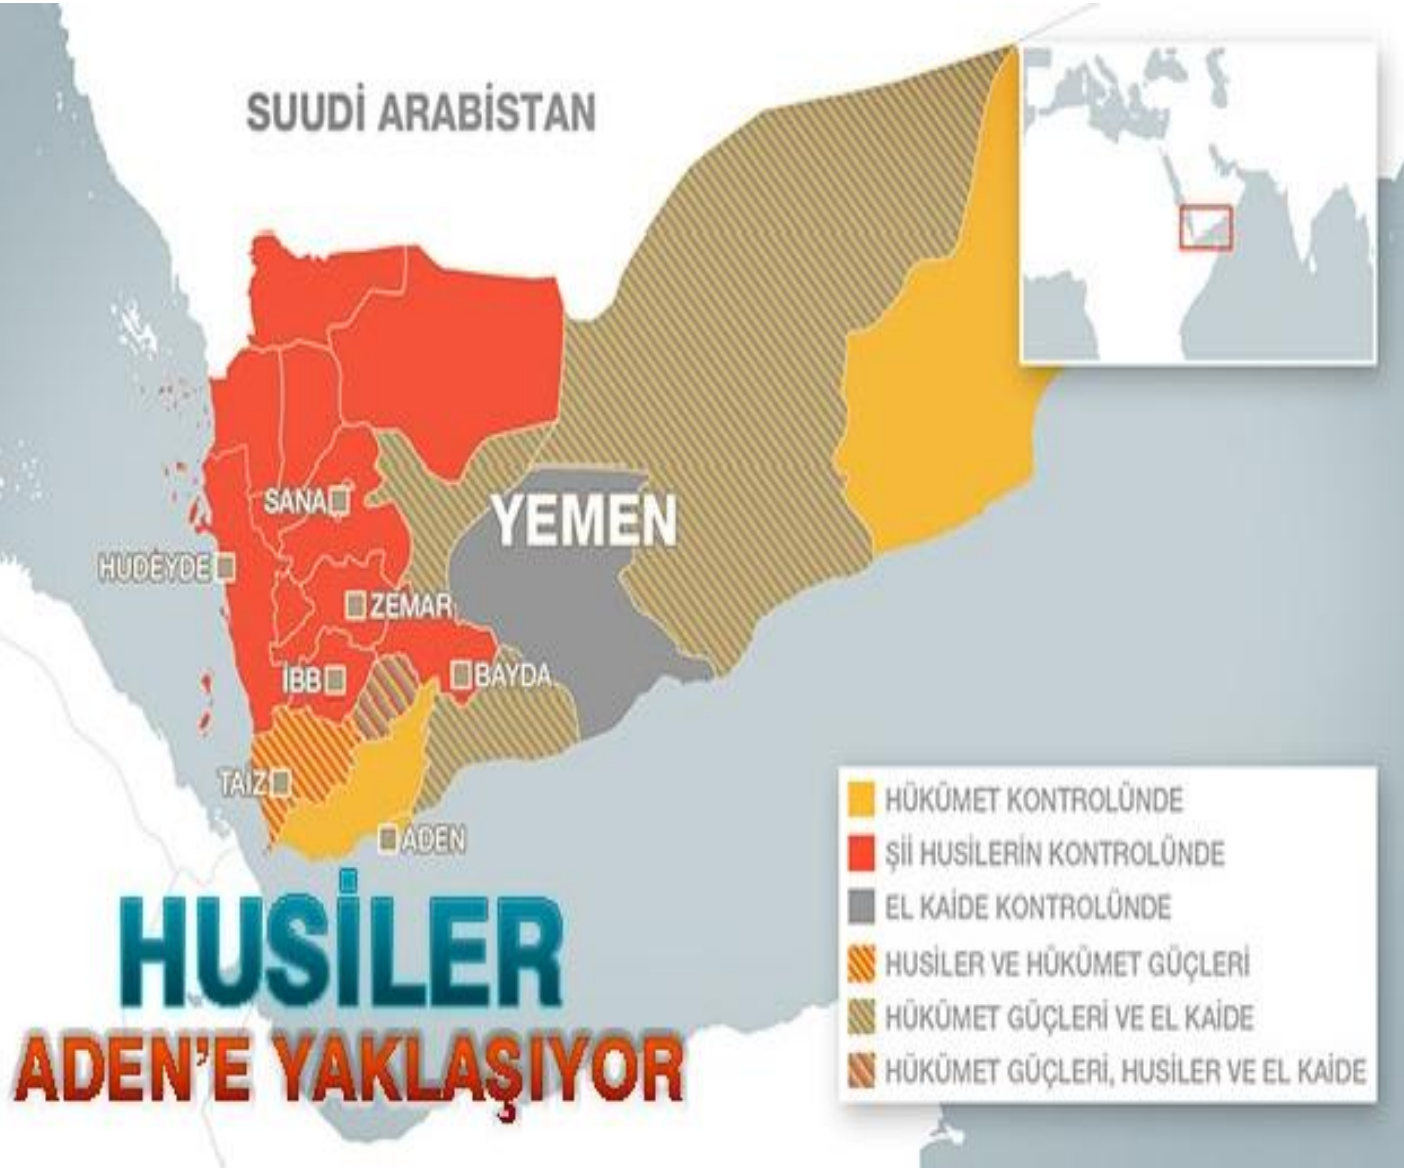 SUUDİ ARABİSTAN
SANA
YEMEN
HUDEYDE
ZEMAR
İBB
BAYDA
TAİZ
ADEN
HÜKÜMET KONTROLÜNDE
Şİİ HUSİLERİN KONTROLÜNDE
EL KAİDE KONTROLÜNDE
HUSİLER VE HÜKÜMET GÜÇLERİ
HÜKÜMET GÜÇLERİ VE EL KAİDE
HÜKÜMET GÜÇLERİ, HUSİLER VE EL KAİDE
HUSİLER
ADEN'E YAKLAŞIYOR